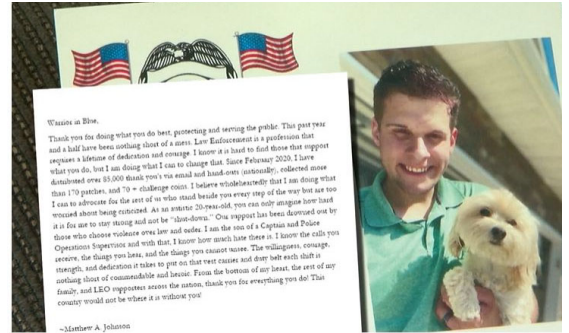 Warrior in Blue,
Thank you for doing what you do best, protecting and serving the public. This past year
and a half have been nothing short of a mess. Law Enforcement is a profession that
requires a lifetime of dedication and courage. I know it is hard to find those that support
what you do, but I am doing what I can to change that. Since February 2020, I have
distributed over 85,000 thank you's via email and hand-outs (nationally), collected more
than 170 patches, and 70 + challenge coins. I believe wholeheartedly that I am doing what
I can to advocate for the rest of us who stand beside you every step of the way but are too
worried about being criticized. As an autistic 20-year-old, you can only imagine how hard
it is for me to stay strong and not be "shut-down." Our support has been drowned out by
those who choose violence over law and order. I am the son of a Captain and Police
Operations Supervisor and with that, I know how much hate there is. I know the calls you
receive, the things you hear, and the things you cannot unsee. The willingness, courage,
strength, and dedication it takes to put on that vest carrier and duty belt each shift is
nothing short of commendable and heroic. From the bottom of my heart, the rest of my
family, and LEO supporters across the nation, thank you for everything you do! This
country would not be where it is without you!
~Matthew A. Johnson